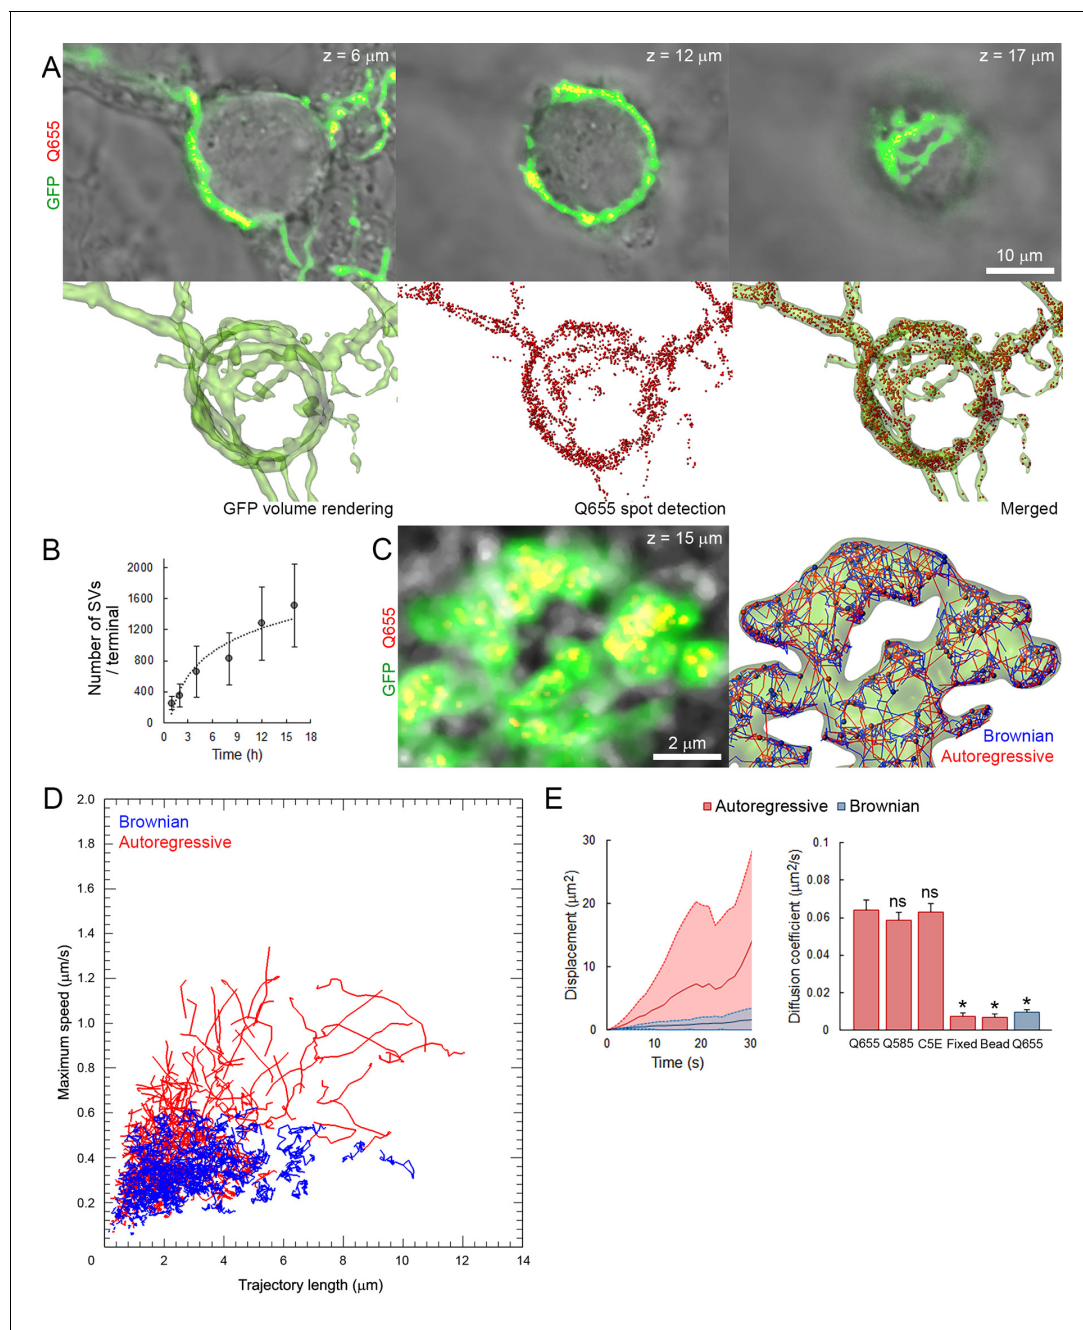 A
GFP Q655
z = 6 μm
z = 12 μm
z = 17 μm
10 μm
GFP volume rendering
Q655 spot detection
Merged
B
Number of SVs
/ terminal
2000
1600
1200
800
400
0
0 3 6 9 12 15 18
Time (h)
C
GFP Q655
z = 15 μm
2 μm
Brownian
Autoregressive
D
Brownian
Autoregressive
Maximum speed (μm/s)
2.0
1.8
1.6
1.4
1.2
1.0
0.8
0.6
0.4
0.2
0 2 4 6 8 10 12 14
Trajectory length (μm)
E
Autoregressive Brownian
Displacement (μm²)
30
20
10
0
0 10 20 30
Time (s)
Diffusion coefficient (μm²/s)
0.1
0.08
0.06
0.04
0.02
0
ns
ns
* * *
Q655 Q585 C5E Fixed Bead Q655